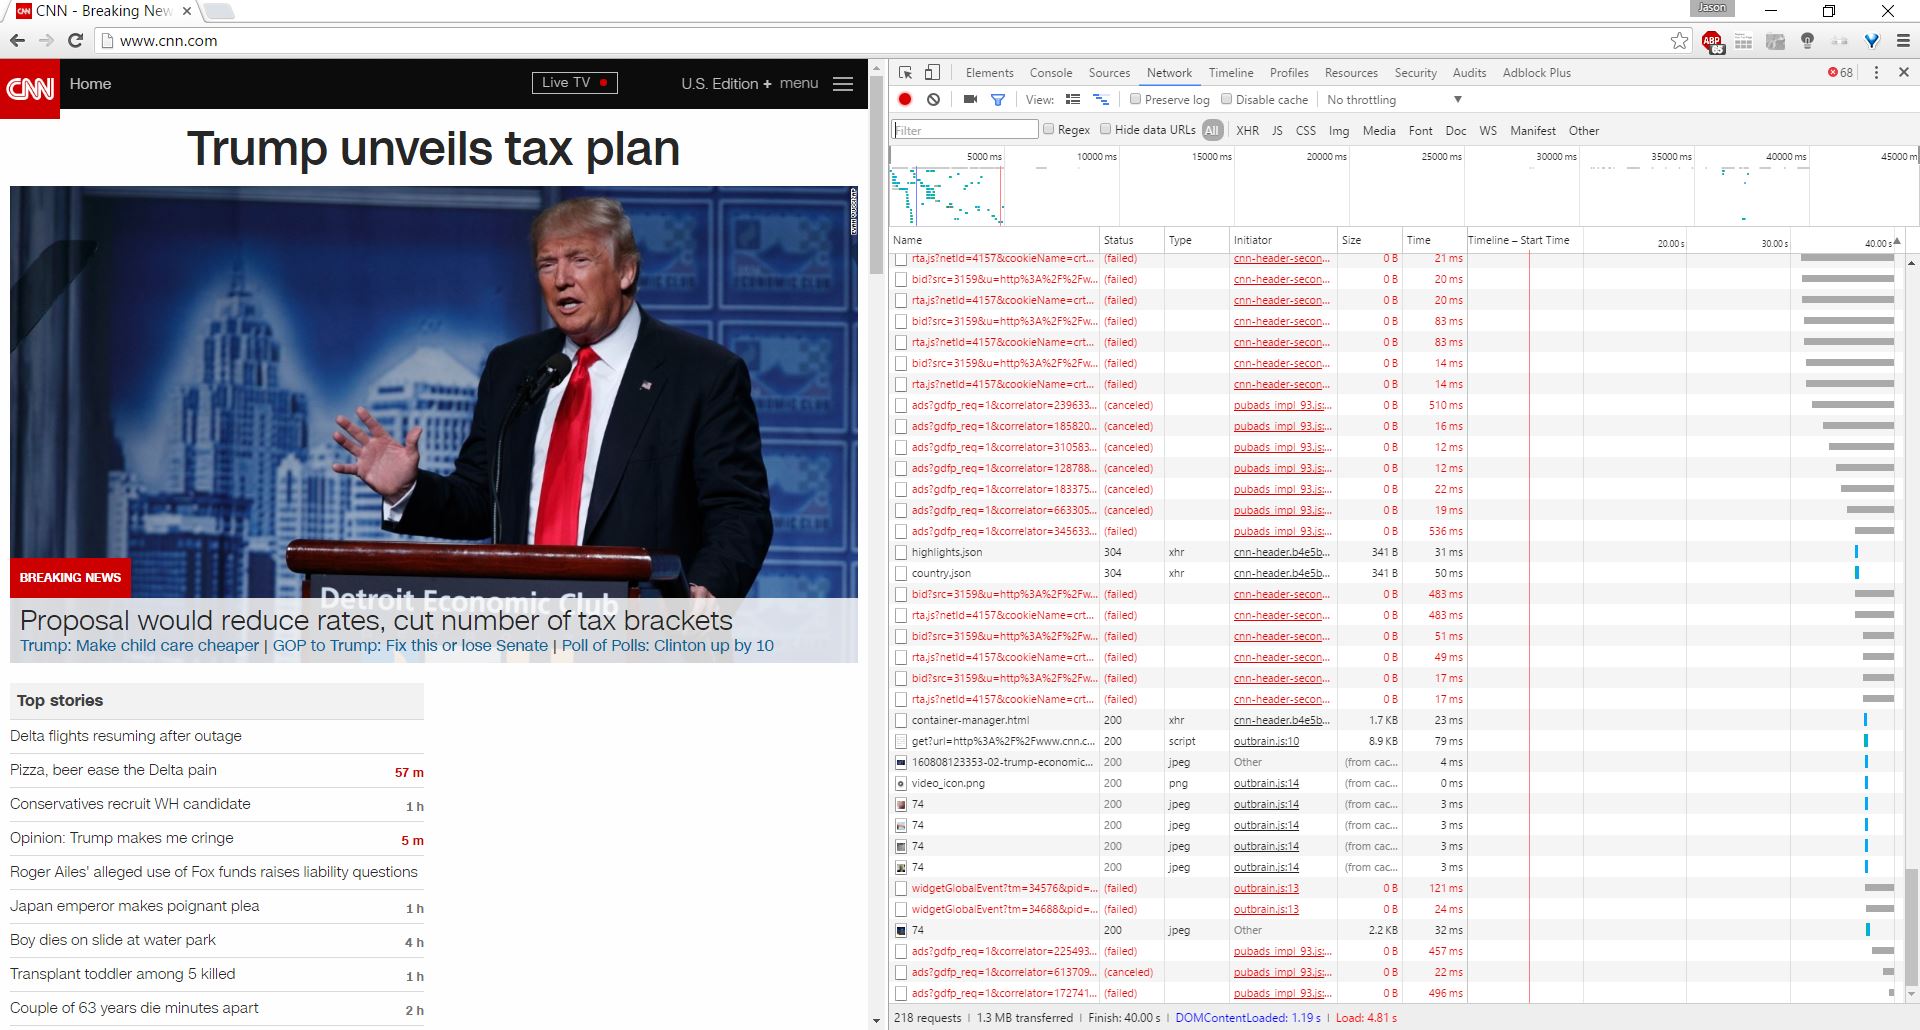 CNN - Breaking New
Jason
www.cnn.com
ABP
65
CNN
Home
Live TV
U.S. Edition +
menu
Trump unveils tax plan
BREAKING NEWS
Detroit Economic Club
Proposal would reduce rates, cut number of tax brackets
Trump: Make child care cheaper | GOP to Trump: Fix this or lose Senate | Poll of Polls: Clinton up by 10
Top stories
Delta flights resuming after outage
Pizza, beer ease the Delta pain 57 m
Conservatives recruit WH candidate 1 h
Opinion: Trump makes me cringe 5 m
Roger Ailes' alleged use of Fox funds raises liability questions
Japan emperor makes poignant plea 1 h
Boy dies on slide at water park 4 h
Transplant toddler among 5 killed 1 h
Couple of 63 years die minutes apart 2 h
Elements Console Sources Network Timeline Profiles Resources Security Audits Adblock Plus 68
View: Preserve log Disable cache No throttling
Filter Regex Hide data URLs All XHR JS CSS Img Media Font Doc WS Manifest Other
5000 ms 10000 ms 15000 ms 20000 ms 25000 ms 30000 ms 35000 ms 40000 ms 45000 m
Name Status Type Initiator Size Time Timeline – Start Time 20.00 s 30.00 s 40.00 s
rta.js?netId=4157&cookieName=crt... (failed) cnn-header-secon... 0 B 21 ms
bid?src=3159&u=http%3A%2F%2Fw... (failed) cnn-header-secon... 0 B 20 ms
rta.js?netId=4157&cookieName=crt... (failed) cnn-header-secon... 0 B 20 ms
bid?src=3159&u=http%3A%2F%2Fw... (failed) cnn-header-secon... 0 B 83 ms
rta.js?netId=4157&cookieName=crt... (failed) cnn-header-secon... 0 B 83 ms
bid?src=3159&u=http%3A%2F%2Fw... (failed) cnn-header-secon... 0 B 14 ms
rta.js?netId=4157&cookieName=crt... (failed) cnn-header-secon... 0 B 14 ms
ads?gdfp_req=1&correlator=239633... (canceled) pubads_impl_93.js:... 0 B 510 ms
ads?gdfp_req=1&correlator=185820... (canceled) pubads_impl_93.js:... 0 B 16 ms
ads?gdfp_req=1&correlator=310583... (canceled) pubads_impl_93.js:... 0 B 12 ms
ads?gdfp_req=1&correlator=128788... (canceled) pubads_impl_93.js:... 0 B 12 ms
ads?gdfp_req=1&correlator=183375... (canceled) pubads_impl_93.js:... 0 B 22 ms
ads?gdfp_req=1&correlator=663305... (canceled) pubads_impl_93.js:... 0 B 19 ms
ads?gdfp_req=1&correlator=345633... (failed) pubads_impl_93.js:... 0 B 536 ms
highlights.json 304 xhr cnn-header.b4e5b... 341 B 31 ms
country.json 304 xhr cnn-header.b4e5b... 341 B 50 ms
bid?src=3159&u=http%3A%2F%2Fw... (failed) cnn-header-secon... 0 B 483 ms
rta.js?netId=4157&cookieName=crt... (failed) cnn-header-secon... 0 B 483 ms
bid?src=3159&u=http%3A%2F%2Fw... (failed) cnn-header-secon... 0 B 51 ms
rta.js?netId=4157&cookieName=crt... (failed) cnn-header-secon... 0 B 49 ms
bid?src=3159&u=http%3A%2F%2Fw... (failed) cnn-header-secon... 0 B 17 ms
rta.js?netId=4157&cookieName=crt... (failed) cnn-header-secon... 0 B 17 ms
container-manager.html 200 xhr cnn-header.b4e5b... 1.7 KB 23 ms
get?url=http%3A%2F%2Fwww.cnn.c... 200 script outbrain.js:10 8.9 KB 79 ms
160808123353-02-trump-economic... 200 jpeg Other (from cac... 4 ms
video_icon.png 200 png outbrain.js:14 (from cac... 0 ms
74 200 jpeg outbrain.js:14 (from cac... 3 ms
74 200 jpeg outbrain.js:14 (from cac... 3 ms
74 200 jpeg outbrain.js:14 (from cac... 3 ms
74 200 jpeg outbrain.js:14 (from cac... 3 ms
widgetGlobalEvent?tm=34576&pid=... (failed) outbrain.js:13 0 B 121 ms
widgetGlobalEvent?tm=34688&pid=... (failed) outbrain.js:13 0 B 24 ms
74 200 jpeg Other 2.2 KB 32 ms
ads?gdfp_req=1&correlator=225493... (failed) pubads_impl_93.js:... 0 B 457 ms
ads?gdfp_req=1&correlator=613709... (canceled) pubads_impl_93.js:... 0 B 22 ms
ads?gdfp_req=1&correlator=172741... (failed) pubads_impl_93.js:... 0 B 496 ms
218 requests | 1.3 MB transferred | Finish: 40.00 s | DOMContentLoaded: 1.19 s | Load: 4.81 s